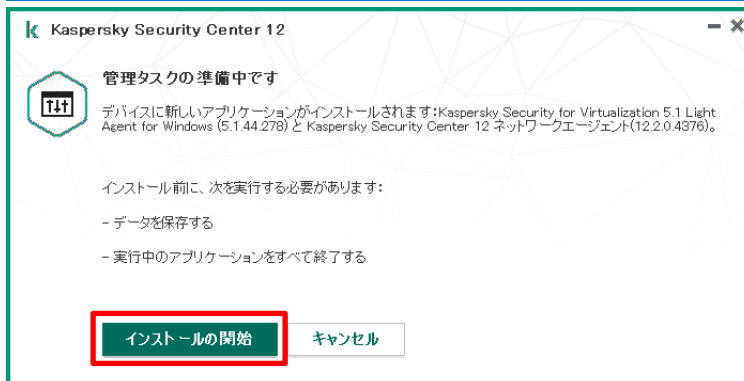 Kaspersky Security Center 12
管理タスクの準備中です
デバイスに新しいアプリケーションがインストールされます:Kaspersky Security for Virtualization 5.1 Light
Agent for Windows (5.1.44.278) と Kaspersky Security Center 12 ネットワークエージェント(12.2.0.4376)。
インストール前に、次を実行する必要があります:
- データを保存する
- 実行中のアプリケーションをすべて終了する
インストールの開始 キャンセル